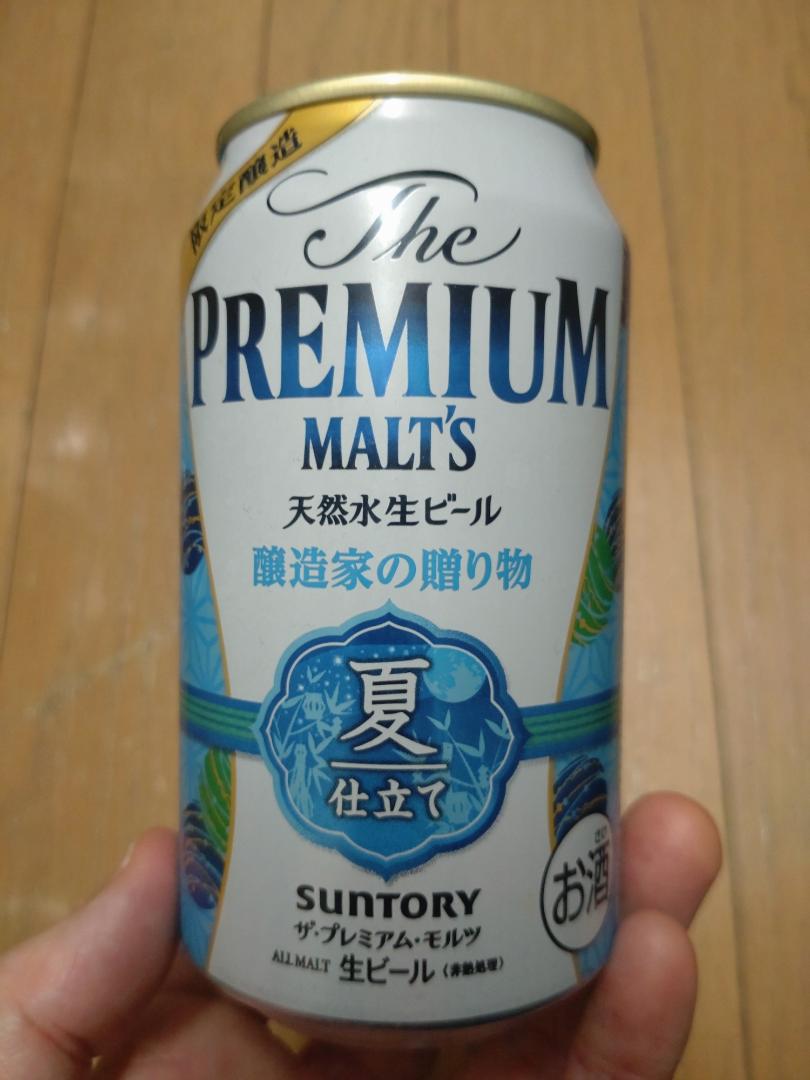 限定醸造
The
PREMIUM
MALT'S
天然水生ビール
醸造家の贈り物
夏
仕立て
さけ
お酒
SUNTORY
ザ・プレミアム・モルツ
ALL MALT 生ビール(非熱処理)